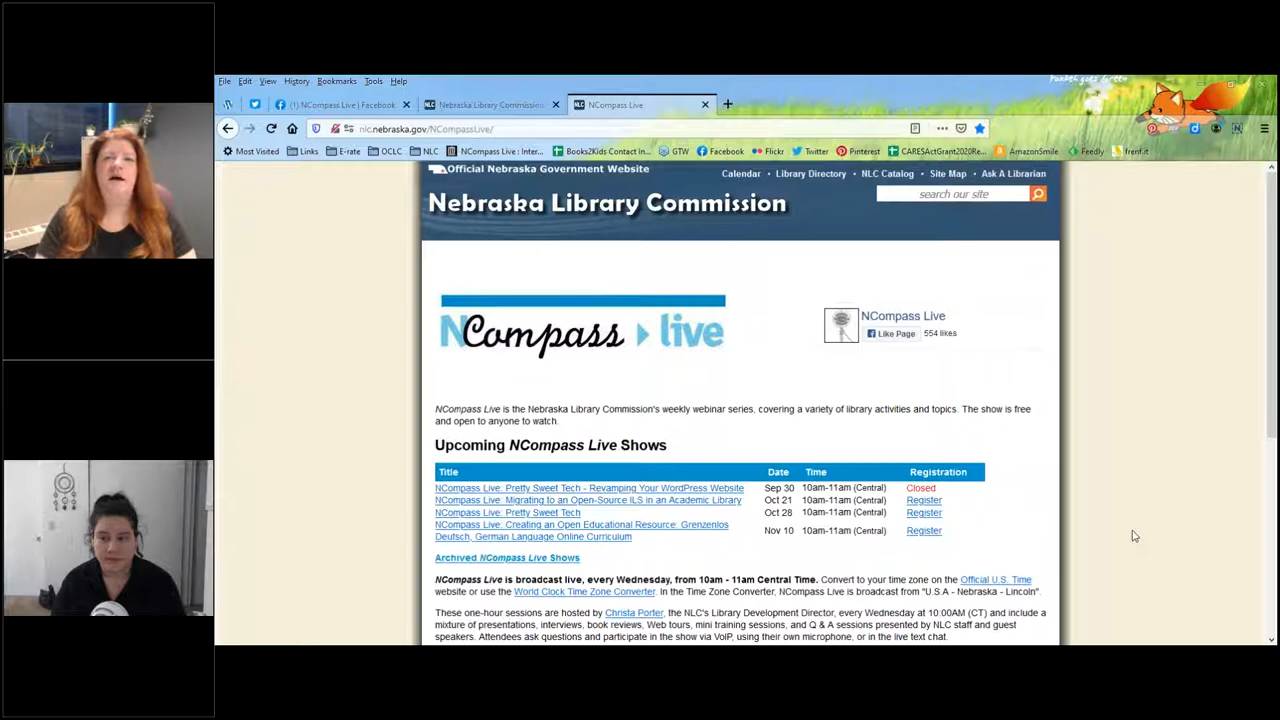 File Edit View History Bookmarks Tools Help
(1) NCompass Live | Facebook
Nebraska Library Commission
NCompass Live
nlc.nebraska.gov/NCompassLive/
Most Visited Links E-rate OCLC NLC NCompass Live : Inter... Books2Kids Contact In... GTW Facebook Flickr Twitter Pinterest CARESActGrant2020Re... AmazonSmile Feedly frenf.it
Official Nebraska Government Website
Calendar • Library Directory • NLC Catalog • Site Map • Ask A Librarian
Nebraska Library Commission
search our site
NCompass live
NCompass Live
Like Page 554 likes
NCompass Live is the Nebraska Library Commission's weekly webinar series, covering a variety of library activities and topics. The show is free
and open to anyone to watch.
Upcoming NCompass Live Shows
Title Date Time Registration
NCompass Live: Pretty Sweet Tech - Revamping Your WordPress Website Sep 30 10am-11am (Central) Closed
NCompass Live: Migrating to an Open-Source ILS in an Academic Library Oct 21 10am-11am (Central) Register
NCompass Live: Pretty Sweet Tech Oct 28 10am-11am (Central) Register
NCompass Live: Creating an Open Educational Resource: Grenzenlos
Deutsch, German Language Online Curriculum Nov 10 10am-11am (Central) Register
Archived NCompass Live Shows
NCompass Live is broadcast live, every Wednesday, from 10am - 11am Central Time. Convert to your time zone on the Official U.S. Time
website or use the World Clock Time Zone Converter. In the Time Zone Converter, NCompass Live is broadcast from "U.S.A - Nebraska - Lincoln".
These one-hour sessions are hosted by Christa Porter, the NLC's Library Development Director, every Wednesday at 10:00AM (CT) and include a
mixture of presentations, interviews, book reviews, Web tours, mini training sessions, and Q & A sessions presented by NLC staff and guest
speakers. Attendees ask questions and participate in the show via VoIP, using their own microphone, or in the live text chat.